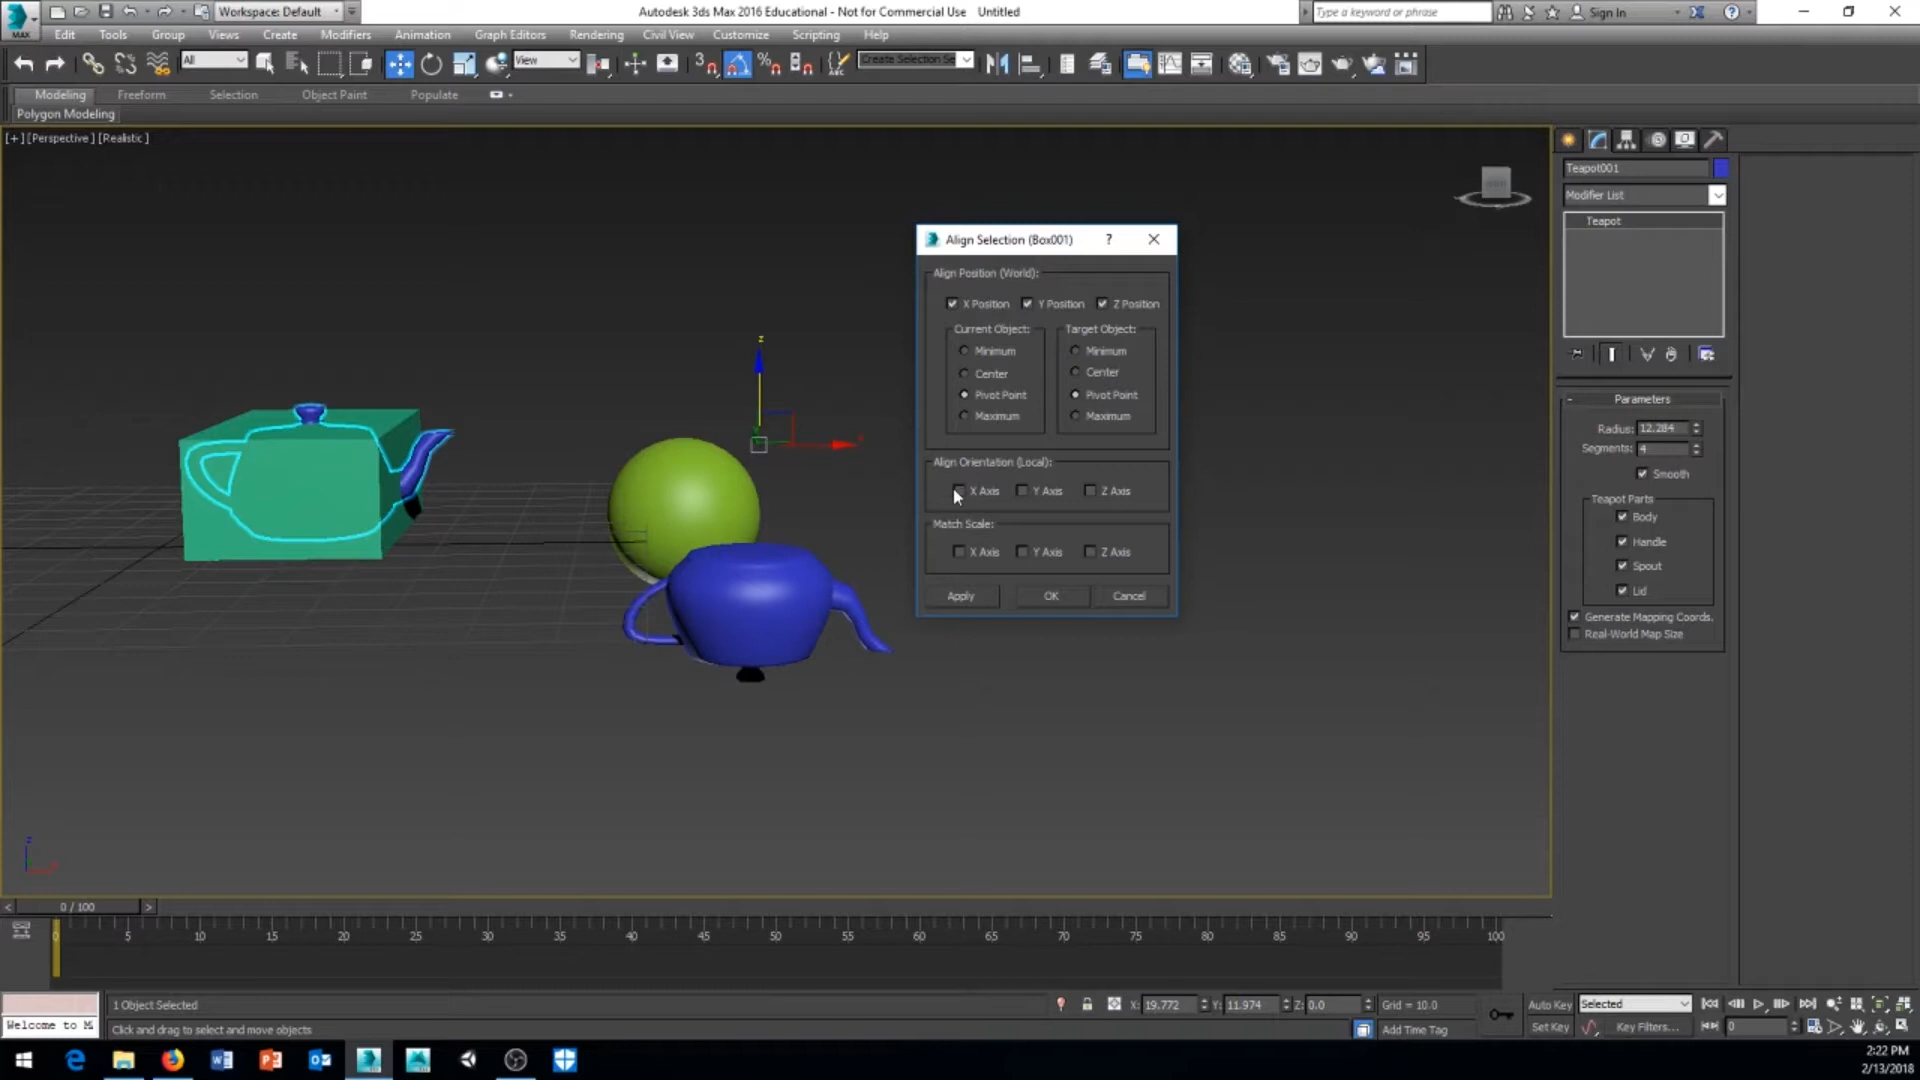 MAX
Workspace: Default
Autodesk 3ds Max 2016 Educational - Not for Commercial Use Untitled
Type a keyword or phrase
Sign In
Edit Tools Group Views Create Modifiers Animation Graph Editors Rendering Civil View Customize Scripting Help
All
View
3
Create Selection Se
Modeling Freeform Selection Object Paint Populate
Polygon Modeling
[+] [Perspective ] [Realistic ]
Teapot001
Modifier List
Teapot
Align Selection (Box001) ?
Align Position (World):
X Position Y Position Z Position
Current Object: Target Object:
Minimum Minimum
Center Center
Pivot Point Pivot Point
Maximum Maximum
Align Orientation (Local):
X Axis Y Axis Z Axis
Match Scale:
X Axis Y Axis Z Axis
Apply OK Cancel
z
- Parameters
Radius: 12.284
Segments: 4
Smooth
Teapot Parts
Body
Handle
Spout
Lid
Generate Mapping Coords.
Real-World Map Size
z
< 0 / 100 >
0 5 10 15 20 25 30 35 40 45 50 55 60 65 70 75 80 85 90 95 100
1 Object Selected
X: 19.772 Y: 11.974 Z: 0.0 Grid = 10.0
Auto Key Selected
Welcome to M
Click and drag to select and move objects
Add Time Tag
Set Key Key Filters... 0
2:22 PM
2/13/2018